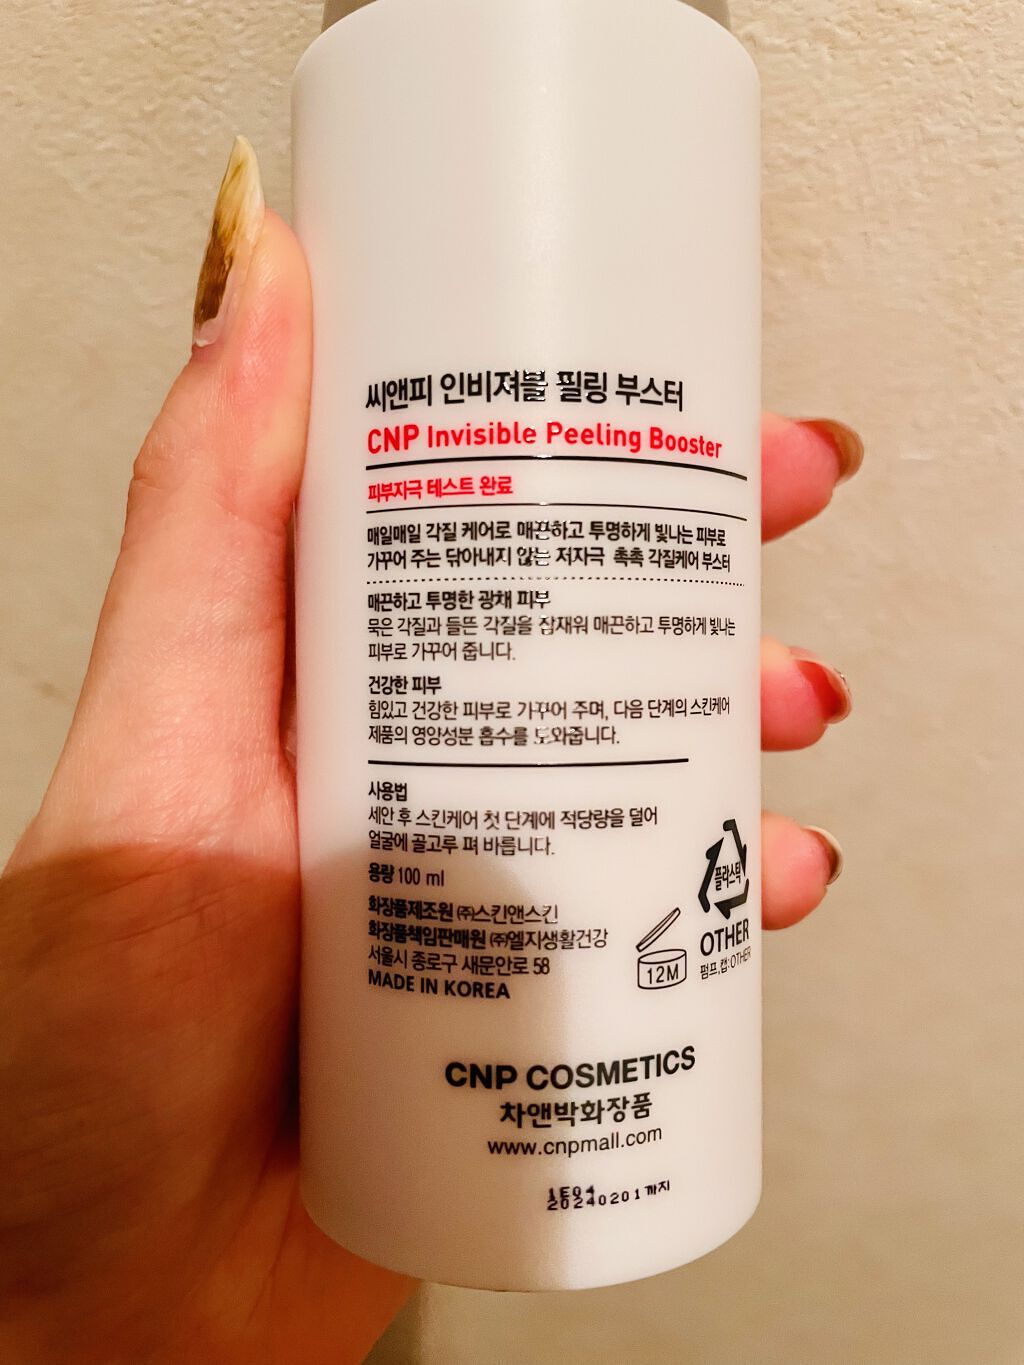 씨앤피 인비져블 필링 부스터
CNP Invisible Peeling Booster
피부자극 테스트 완료
매일매일 각질 케어로 매끈하고 투명하게 빛나는 피부로
가꾸어 주는 닦아내지 않는 저자극 촉촉 각질케어 부스터
매끈하고 투명한 광채 피부
묵은 각질과 들뜬 각질을 잠재워 매끈하고 투명하게 빛나는
피부로 가꾸어 줍니다.
건강한 피부
힘있고 건강한 피부로 가꾸어 주며, 다음 단계의 스킨케어
제품의 영양성분 흡수를 도와줍니다.
사용법
세안 후 스킨케어 첫 단계에 적당량을 덜어
얼굴에 골고루 펴 바릅니다.
용량 100 ml
화장품제조원 ㈜스킨앤스킨
화장품책임판매원 ㈜엘지생활건강
서울시 종로구 새문안로 58
MADE IN KOREA
12M
플라스틱
OTHER
펌프,캡:OTHER
CNP COSMETICS
차앤박화장품
www.cnpmall.com
1E04
20240201까지